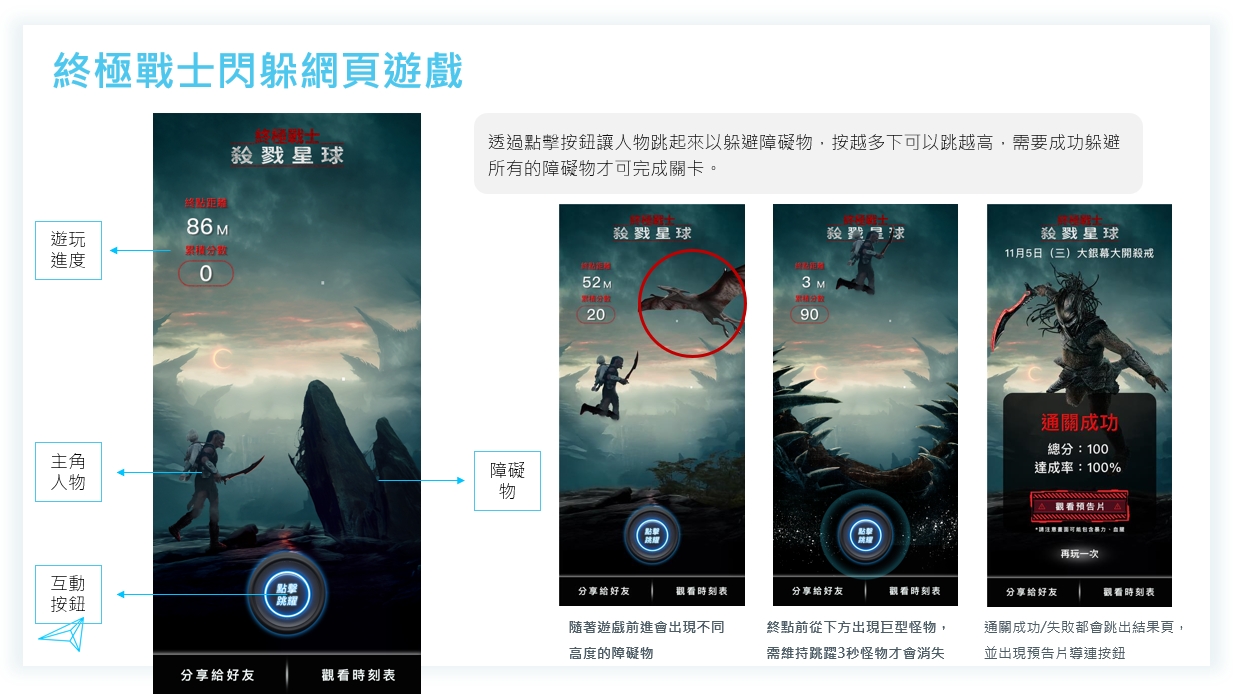 終極戰士閃躲網頁遊戲
透過點擊按鈕讓人物跳起來以躲避障礙物，按越多下可以跳越高，需要成功躲避
所有的障礙物才可完成關卡。
終極戰士
殺戮星球
終點距離
86 M
累積分數
0
遊玩
進度
主角
人物
互動
按鈕
點擊
跳躍
分享給好友
觀看時刻表
障礙
物
終極戰士
殺戮星球
終點距離
52 M
累積分數
20
點擊
跳躍
分享給好友
觀看時刻表
隨著遊戲前進會出現不同
高度的障礙物
終極戰士
殺戮星球
終點距離
3 M
累積分數
90
點擊
跳躍
分享給好友
觀看時刻表
終點前從下方出現巨型怪物，
需維持跳躍3秒怪物才會消失
終極戰士
殺戮星球
11月5日（三）大銀幕大開殺戒
通關成功
總分：100
達成率：100%
觀看預告片
*請注意畫面可能包含暴力、血腥
再玩一次
分享給好友
觀看時刻表
通關成功/失敗都會跳出結果頁，
並出現預告片導連按鈕